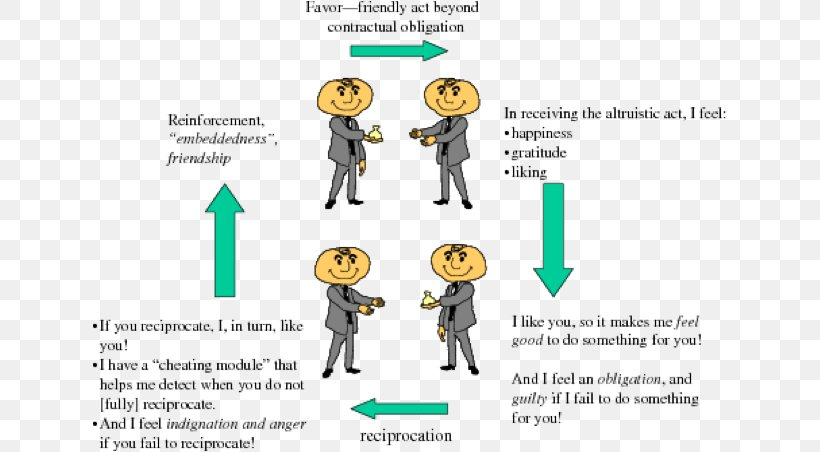 Favor—friendly act beyond
contractual obligation
Reinforcement,
“embeddedness”,
friendship
In receiving the altruistic act, I feel:
•happiness
•gratitude
•liking
I like you, so it makes me feel
good to do something for you!
And I feel an obligation, and
guilty if I fail to do something
for you!
•If you reciprocate, I, in turn, like
you!
•I have a “cheating module” that
helps me detect when you do not
[fully] reciprocate.
•And I feel indignation and anger
if you fail to reciprocate!
reciprocation